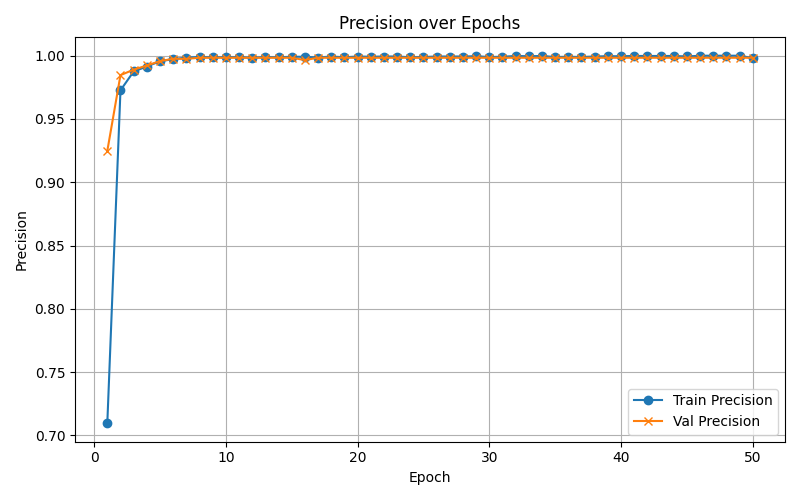 Precision over Epochs
Precision
1.00
0.95
0.90
0.85
0.80
0.75
0.70
0 10 20 30 40 50
Epoch
Train Precision
Val Precision